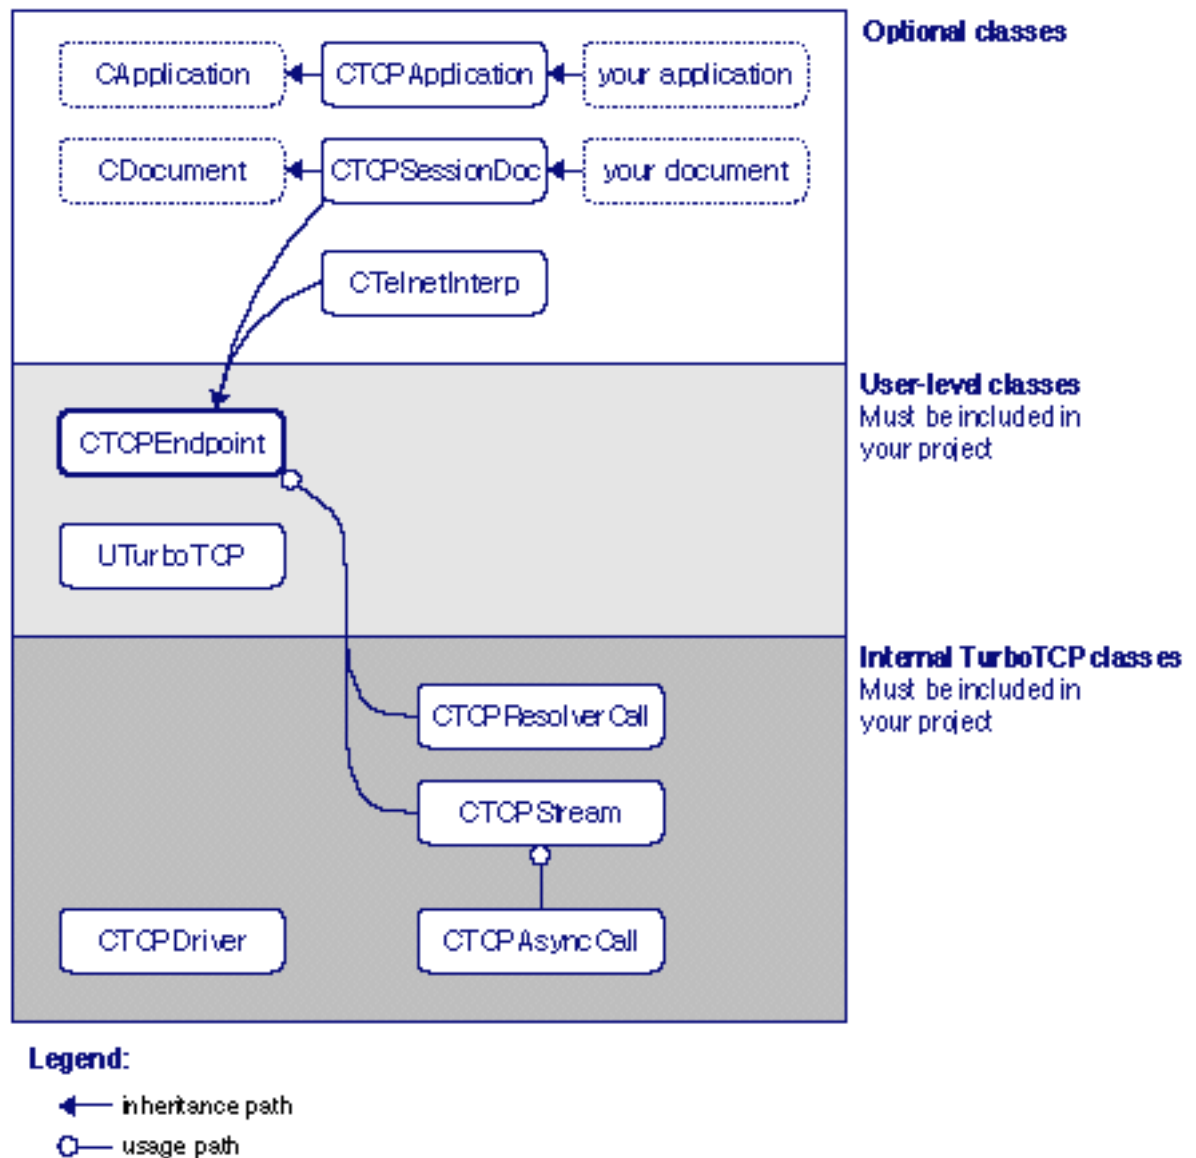 Optional classes
CApplication
CTCPApplication
your application
CDocument
CTCPSessionDoc
your document
CTelnetInterp
User-level classes
Must be included in
your project
CTCPEndpoint
UTurboTCP
Internal TurboTCP classes
Must be included in
your project
CTCPResolverCall
CTCPStream
CTCPDriver
CTCPAsyncCall
Legend:
inheritance path
usage path